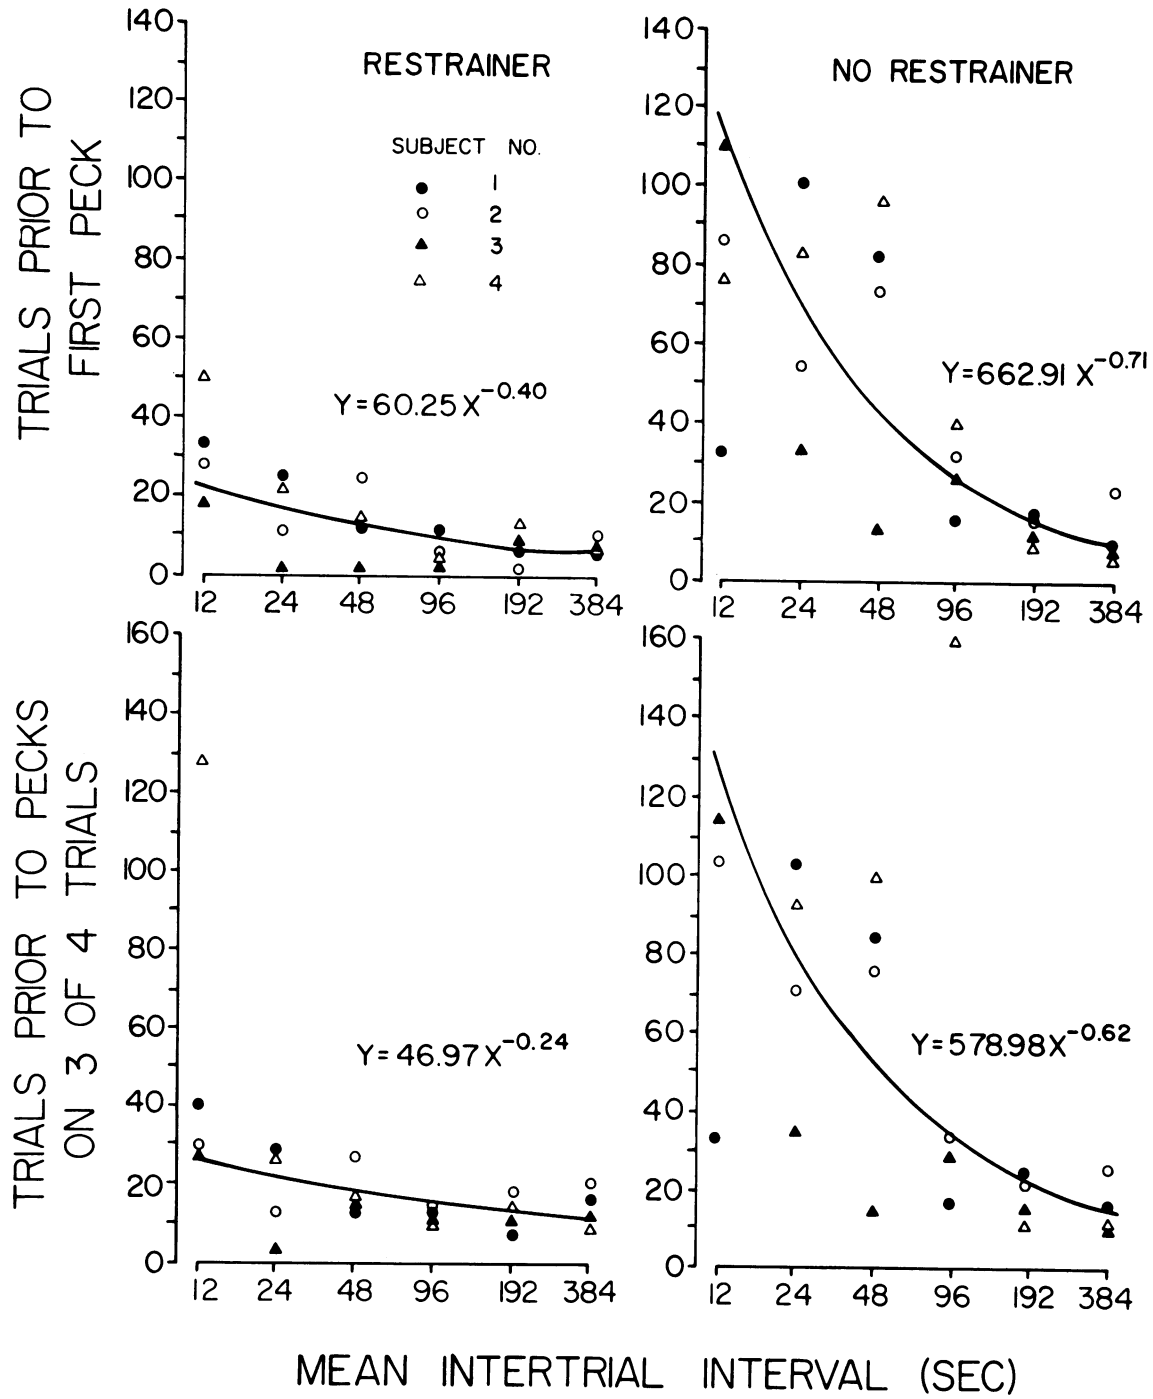 TRIALS PRIOR TO
FIRST PECK
140
120
100
80
60
40
20
0
RESTRAINER
SUBJECT NO.
1
2
3
4
Y=60.25X^-0.40
12 24 48 96 192 384
140
120
100
80
60
40
20
0
NO RESTRAINER
Y=662.91X^-0.71
12 24 48 96 192 384
TRIALS PRIOR TO PECKS
ON 3 OF 4 TRIALS
160
140
120
100
80
60
40
20
0
Y=46.97X^-0.24
12 24 48 96 192 384
160
140
120
100
80
60
40
20
0
Y=578.98X^-0.62
12 24 48 96 192 384
MEAN INTERTRIAL INTERVAL (SEC)